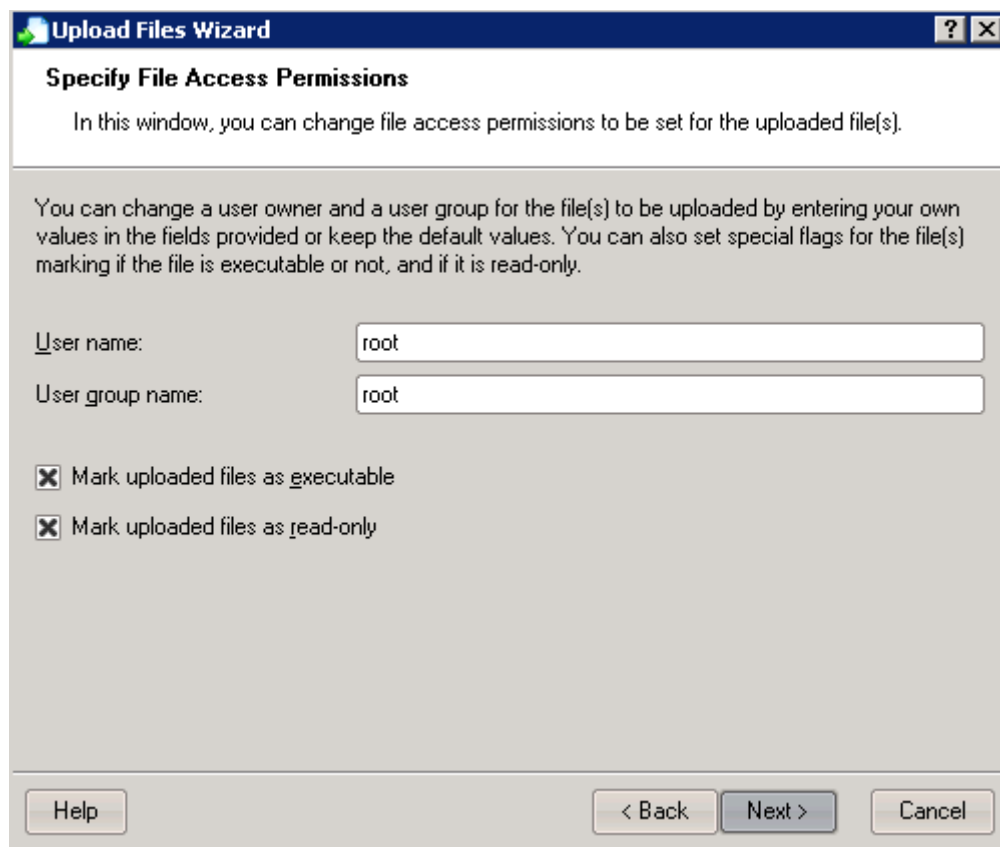 Upload Files Wizard
Specify File Access Permissions
In this window, you can change file access permissions to be set for the uploaded file(s).
You can change a user owner and a user group for the file(s) to be uploaded by entering your own
values in the fields provided or keep the default values. You can also set special flags for the file(s)
marking if the file is executable or not, and if it is read-only.
User name: root
User group name: root
Mark uploaded files as executable
Mark uploaded files as read-only
Help < Back Next > Cancel